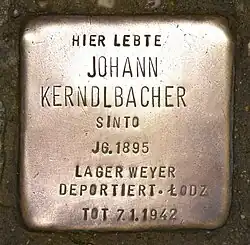 HIER LEBTE
JOHANN
KERNDLBACHER
SINTO
JG. 1895
LAGER WEYER
DEPORTIERT · ŁODZ
TOT 7.1.1942